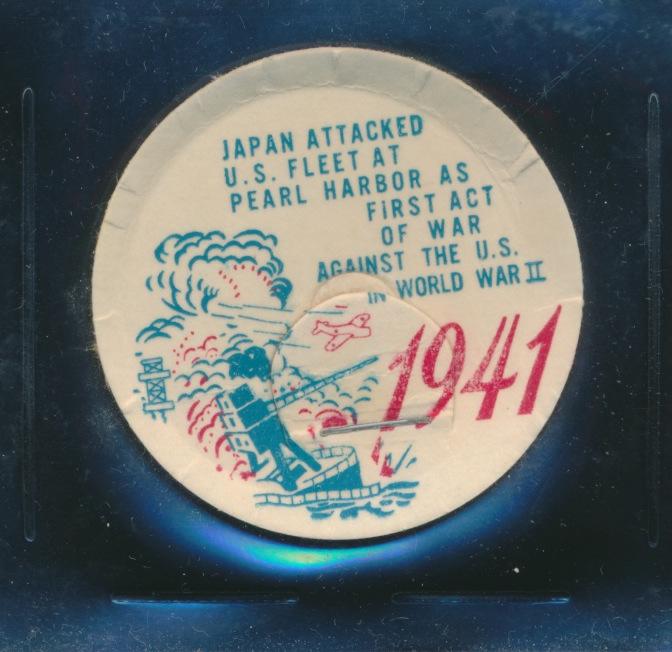 JAPAN ATTACKED
U.S. FLEET AT
PEARL HARBOR AS
FIRST ACT
OF WAR
AGAINST THE U.S.
IN WORLD WAR II
1941